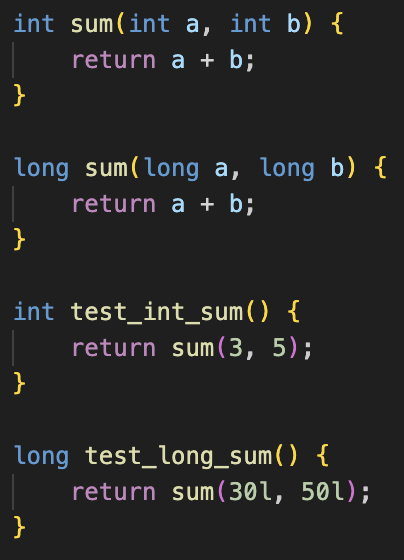 int sum(int a, int b) {
    return a + b;
}

long sum(long a, long b) {
    return a + b;
}

int test_int_sum() {
    return sum(3, 5);
}

long test_long_sum() {
    return sum(30l, 50l);
}